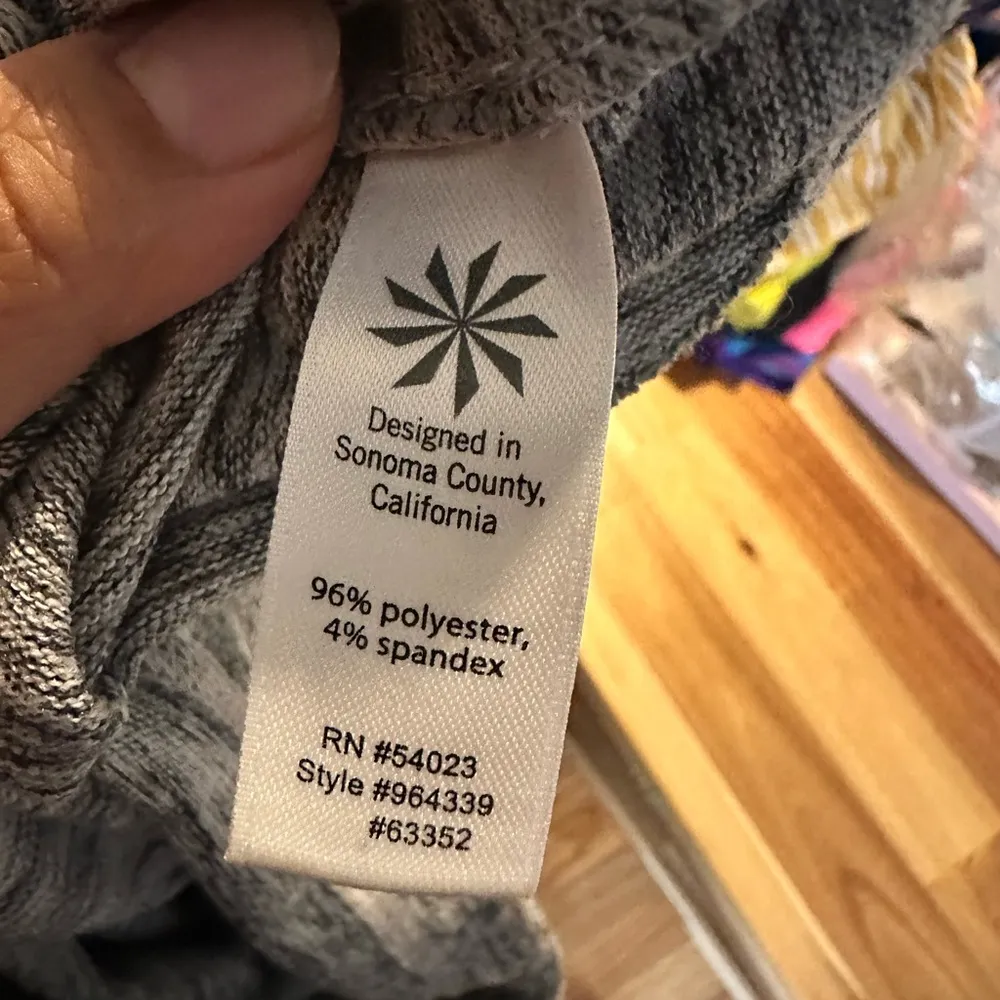 Designed in
Sonoma County,
California
96% polyester,
4% spandex
RN #54023
Style #964339
#63352